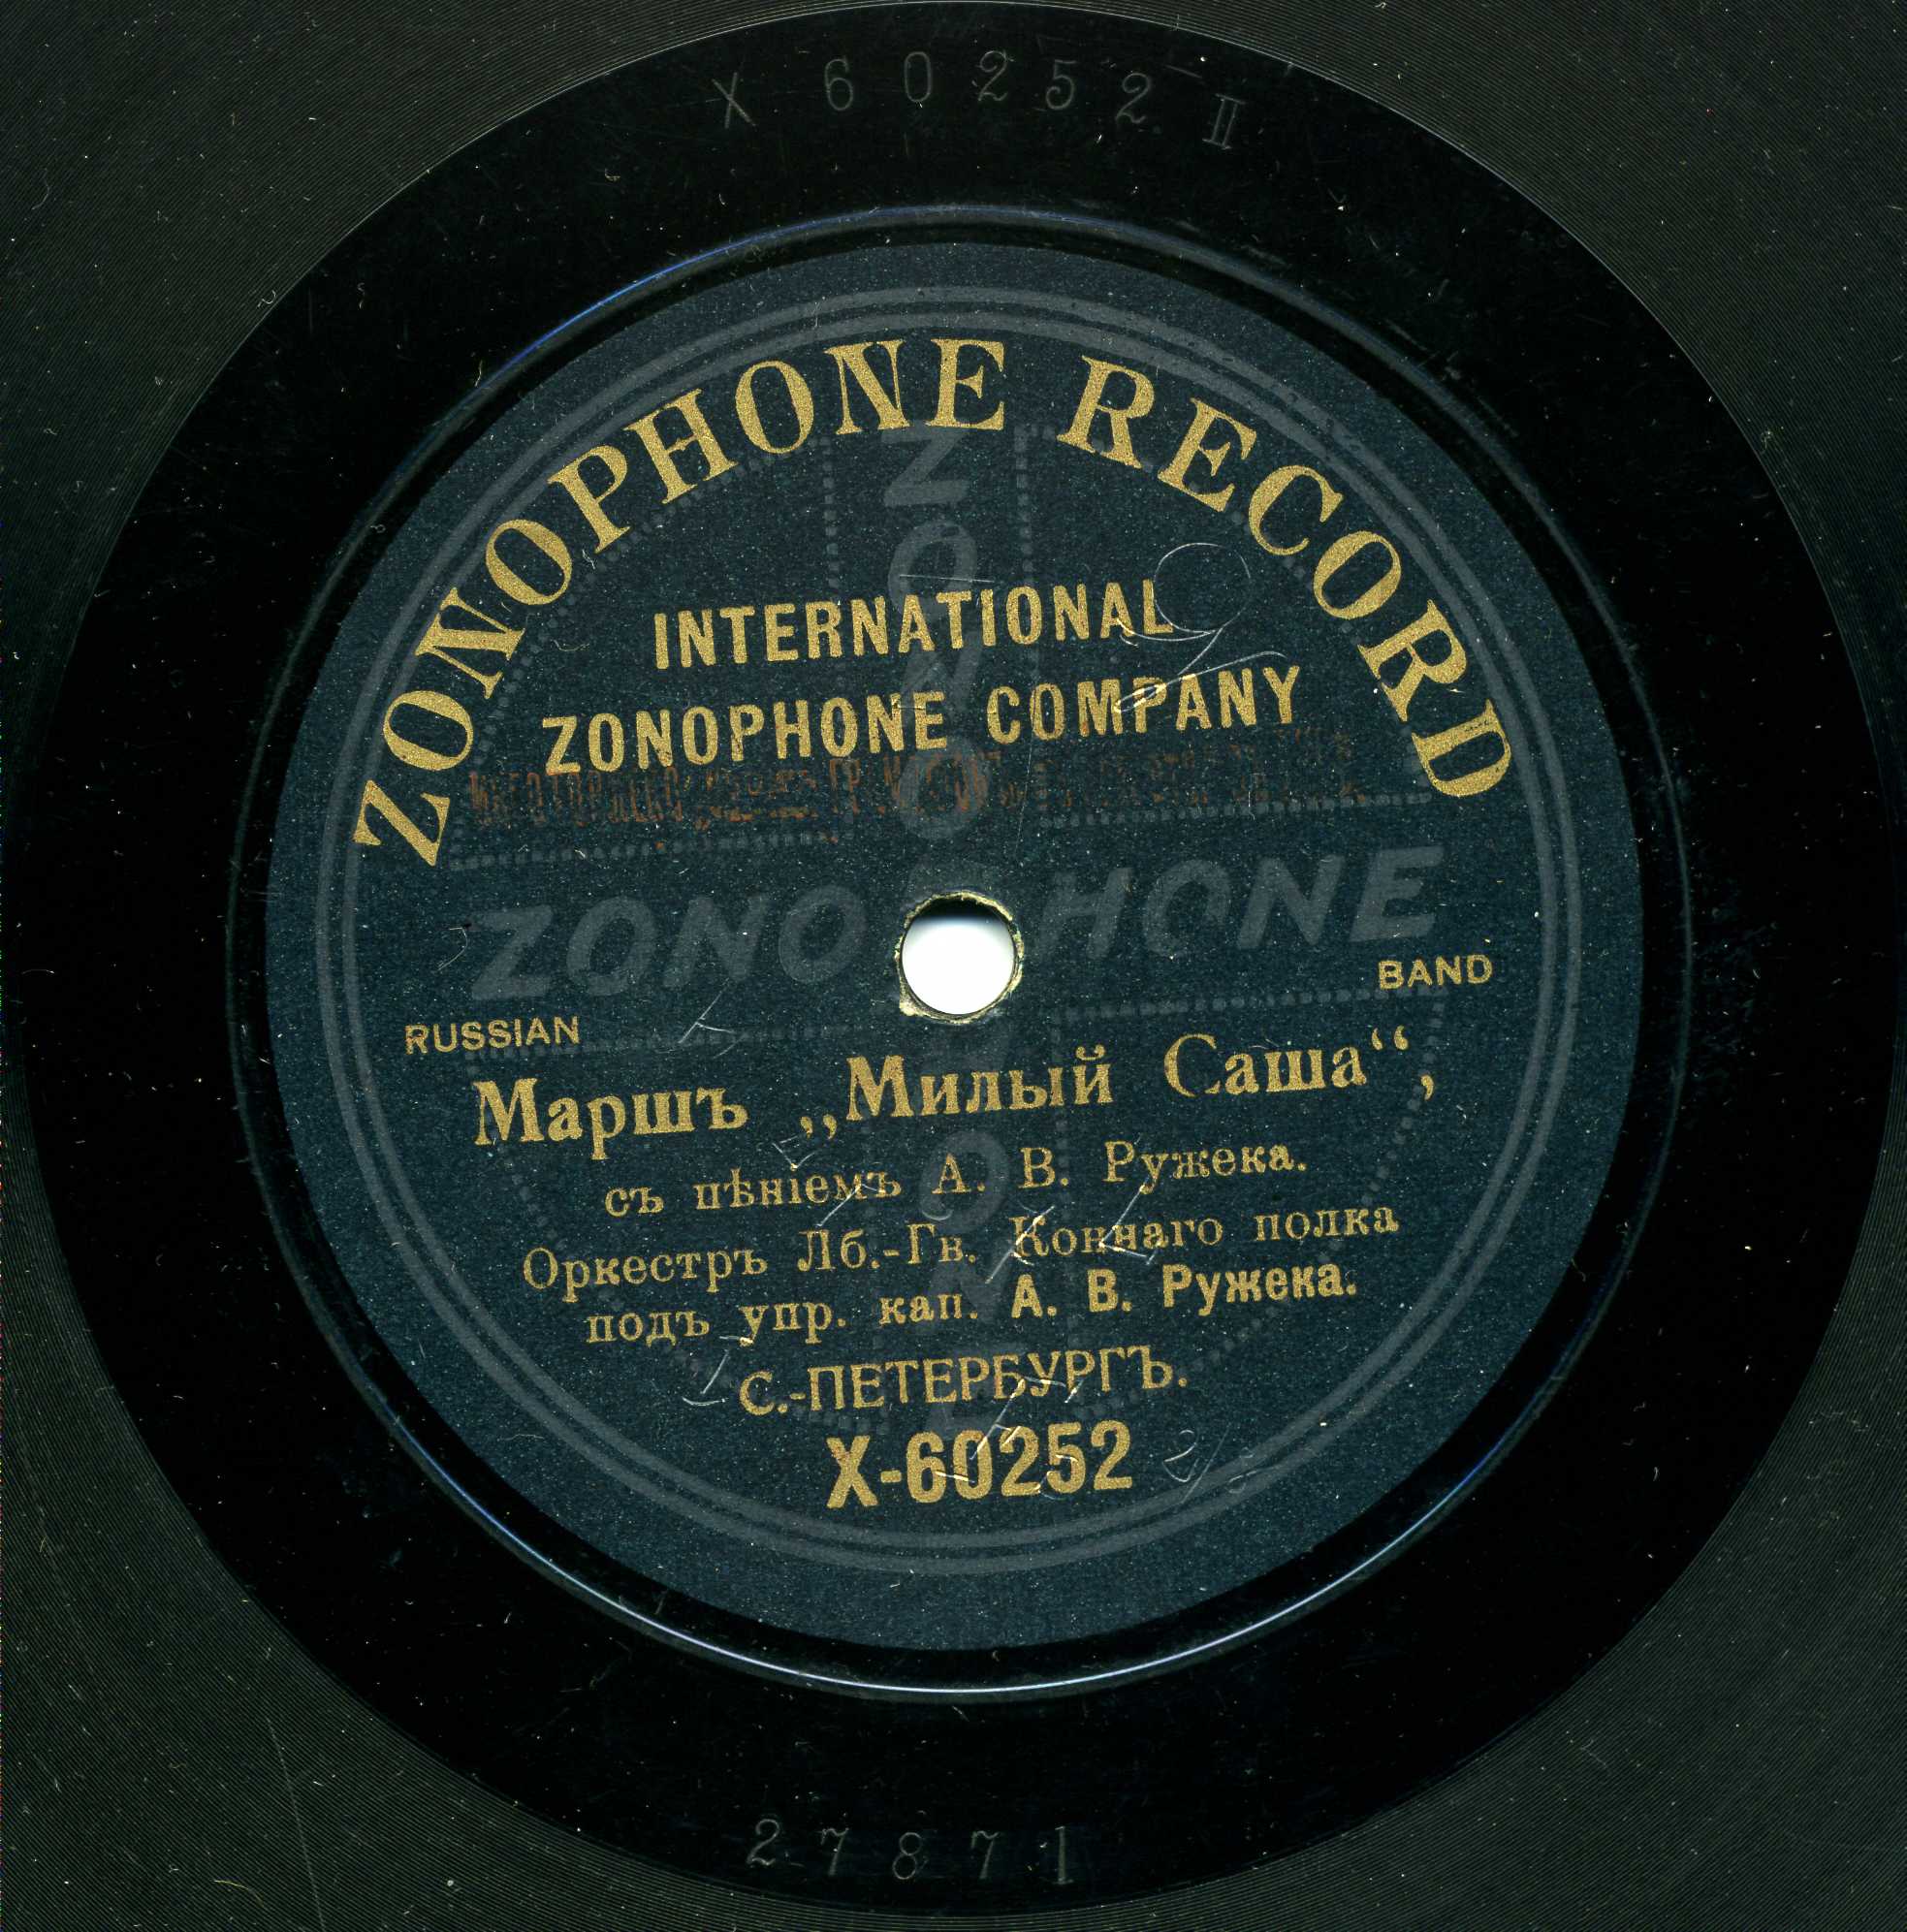 X 60252 II
ZONOPHONE RECORD
INTERNATIONAL
ZONOPHONE COMPANY
ZONOPHONE
ZONOPHONE
RUSSIAN BAND
Маршъ „Милый Саша“,
съ пѣніемъ А. В. Ружека.
Оркестръ Лб.-Гв. Коннаго полка
подъ упр. кап. А. В. Ружека.
С.-ПЕТЕРБУРГЪ.
X-60252
27871